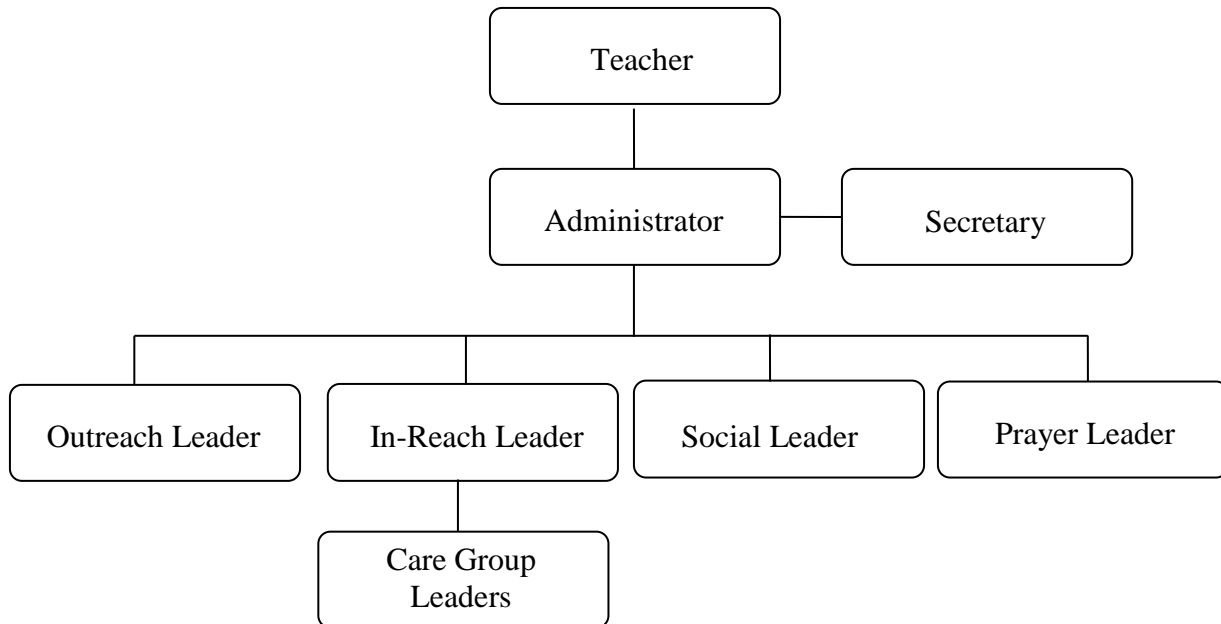 Teacher
Administrator
Secretary
Outreach Leader
In-Reach Leader
Social Leader
Prayer Leader
Care Group
Leaders